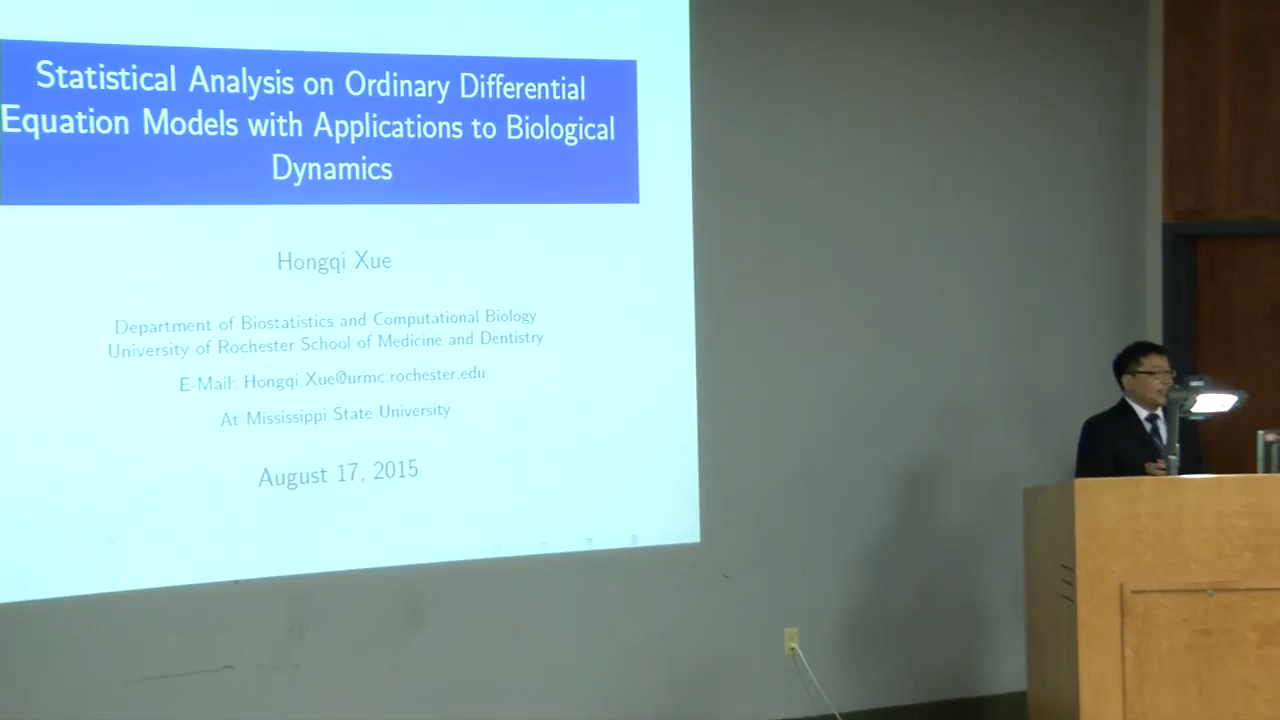 Statistical Analysis on Ordinary Differential
Equation Models with Applications to Biological
Dynamics
Hongqi Xue
Department of Biostatistics and Computational Biology
University of Rochester School of Medicine and Dentistry
E-Mail: Hongqi_Xue@urmc.rochester.edu
At Mississippi State University
August 17, 2015